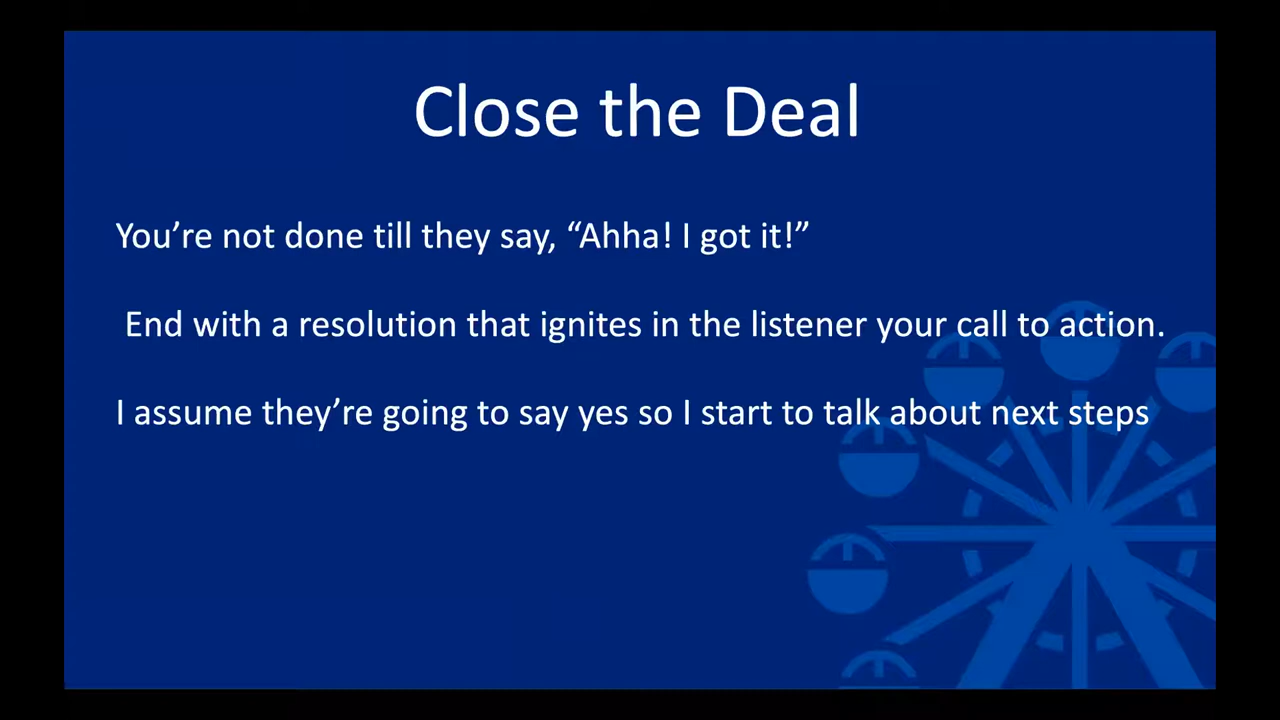 Close the Deal
You’re not done till they say, “Ahha! I got it!”
End with a resolution that ignites in the listener your call to action.
I assume they’re going to say yes so I start to talk about next steps